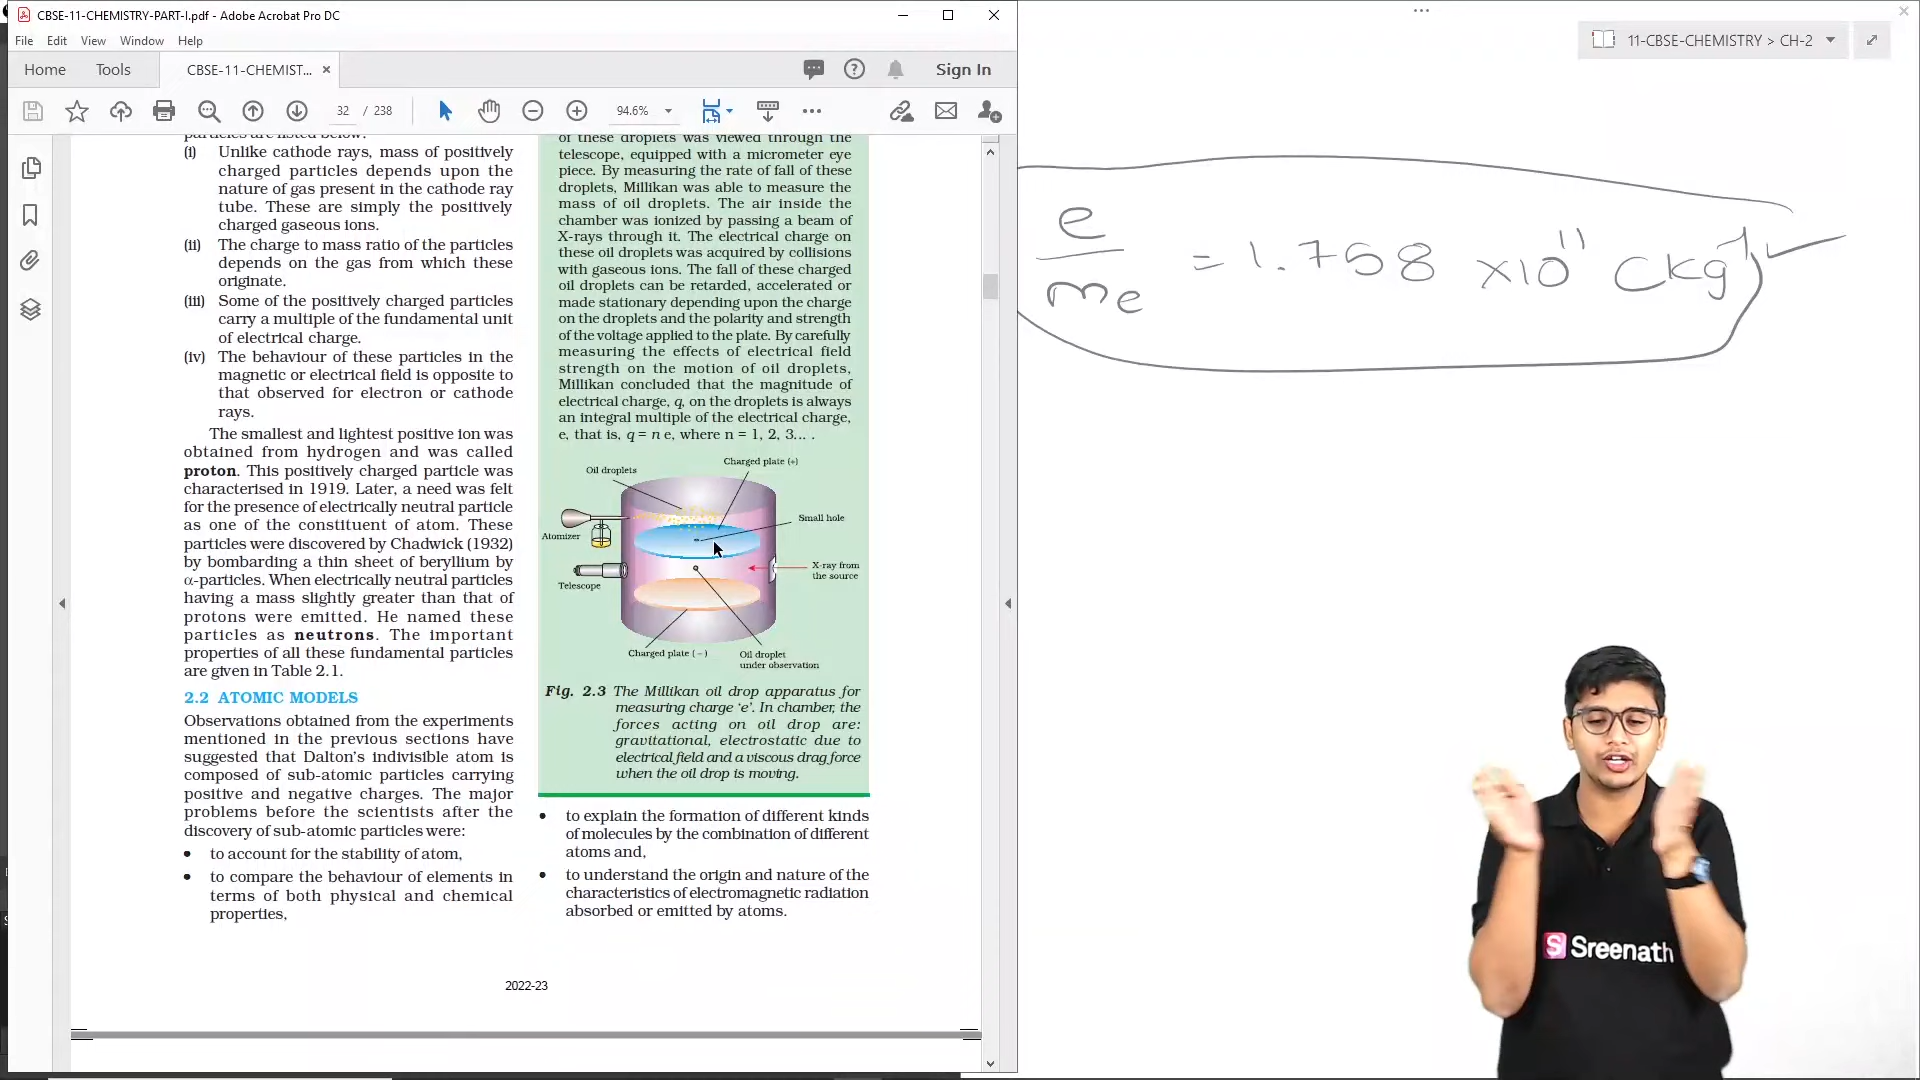 CBSE-11-CHEMISTRY-PART-I.pdf - Adobe Acrobat Pro DC
File Edit View Window Help
Home Tools CBSE-11-CHEMIST... × Sign In
32 / 238 94.6%
particles are listed below.
(i) Unlike cathode rays, mass of positively
charged particles depends upon the
nature of gas present in the cathode ray
tube. These are simply the positively
charged gaseous ions.
(ii) The charge to mass ratio of the particles
depends on the gas from which these
originate.
(iii) Some of the positively charged particles
carry a multiple of the fundamental unit
of electrical charge.
(iv) The behaviour of these particles in the
magnetic or electrical field is opposite to
that observed for electron or cathode
rays.
The smallest and lightest positive ion was
obtained from hydrogen and was called
proton. This positively charged particle was
characterised in 1919. Later, a need was felt
for the presence of electrically neutral particle
as one of the constituent of atom. These
particles were discovered by Chadwick (1932)
by bombarding a thin sheet of beryllium by
α-particles. When electrically neutral particles
having a mass slightly greater than that of
protons were emitted. He named these
particles as neutrons. The important
properties of all these fundamental particles
are given in Table 2.1.
2.2 ATOMIC MODELS
Observations obtained from the experiments
mentioned in the previous sections have
suggested that Dalton's indivisible atom is
composed of sub-atomic particles carrying
positive and negative charges. The major
problems before the scientists after the
discovery of sub-atomic particles were:
• to account for the stability of atom,
• to compare the behaviour of elements in
terms of both physical and chemical
properties,
of these droplets was viewed through the
telescope, equipped with a micrometer eye
piece. By measuring the rate of fall of these
droplets, Millikan was able to measure the
mass of oil droplets. The air inside the
chamber was ionized by passing a beam of
X-rays through it. The electrical charge on
these oil droplets was acquired by collisions
with gaseous ions. The fall of these charged
oil droplets can be retarded, accelerated or
made stationary depending upon the charge
on the droplets and the polarity and strength
of the voltage applied to the plate. By carefully
measuring the effects of electrical field
strength on the motion of oil droplets,
Millikan concluded that the magnitude of
electrical charge, q, on the droplets is always
an integral multiple of the electrical charge,
e, that is, q = n e, where n = 1, 2, 3... .
Charged plate (+)
Oil droplets
Small hole
Atomizer
X-ray from
the source
Telescope
Charged plate (−)
Oil droplet
under observation
Fig. 2.3 The Millikan oil drop apparatus for
measuring charge 'e'. In chamber, the
forces acting on oil drop are:
gravitational, electrostatic due to
electrical field and a viscous drag force
when the oil drop is moving.
• to explain the formation of different kinds
of molecules by the combination of different
atoms and,
• to understand the origin and nature of the
characteristics of electromagnetic radiation
absorbed or emitted by atoms.
2022-23
11-CBSE-CHEMISTRY > CH-2
e/me = 1.758 ×10¹¹ C kg⁻¹
S Sreenath